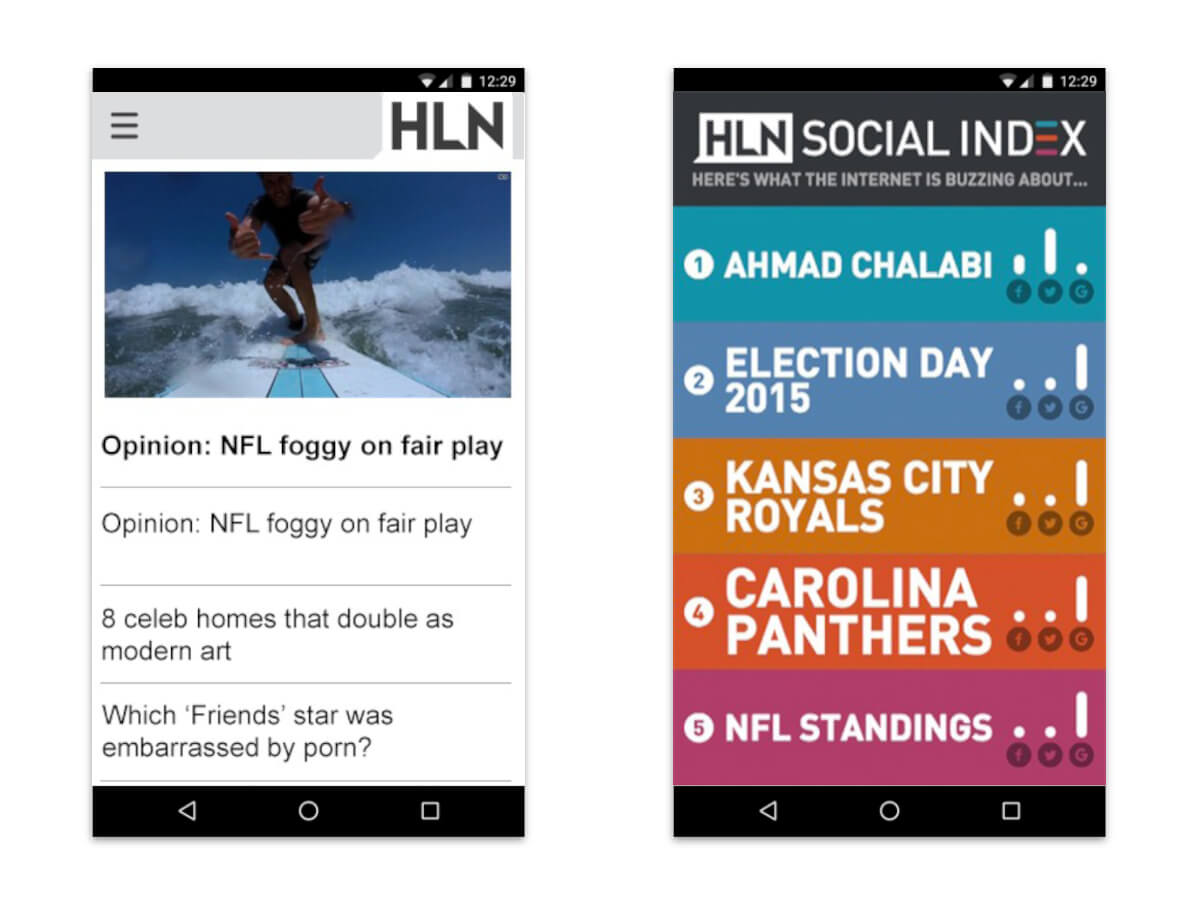 12:29
HLN
Opinion: NFL foggy on fair play
Opinion: NFL foggy on fair play
8 celeb homes that double as
modern art
Which ‘Friends’ star was
embarrassed by porn?
12:29
HLN SOCIAL INDEX
HERE'S WHAT THE INTERNET IS BUZZING ABOUT...
1 AHMAD CHALABI
2 ELECTION DAY
2015
3 KANSAS CITY
ROYALS
4 CAROLINA
PANTHERS
5 NFL STANDINGS